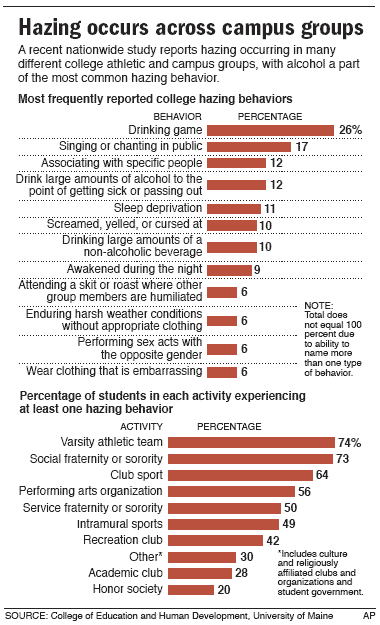 Hazing occurs across campus groups
A recent nationwide study reports hazing occurring in many
different college athletic and campus groups, with alcohol a part
of the most common hazing behavior.
Most frequently reported college hazing behaviors
BEHAVIOR PERCENTAGE
Drinking game 26%
Singing or chanting in public 17
Associating with specific people 12
Drink large amounts of alcohol to the
point of getting sick or passing out 12
Sleep deprivation 11
Screamed, yelled, or cursed at 10
Drinking large amounts of a
non-alcoholic beverage 10
Awakened during the night 9
Attending a skit or roast where other
group members are humiliated 6
Enduring harsh weather conditions
without appropriate clothing 6
Performing sex acts with
the opposite gender 6
Wear clothing that is embarrassing 6
NOTE:
Total does
not equal 100
percent due
to ability to
name more
than one type
of behavior.
Percentage of students in each activity experiencing
at least one hazing behavior
ACTIVITY PERCENTAGE
Varsity athletic team 74%
Social fraternity or sorority 73
Club sport 64
Performing arts organization 56
Service fraternity or sorority 50
Intramural sports 49
Recreation club 42
Other* 30
Academic club 28
Honor society 20
*Includes culture
and religiously
affiliated clubs and
organizations and
student government.
SOURCE: College of Education and Human Development, University of Maine AP